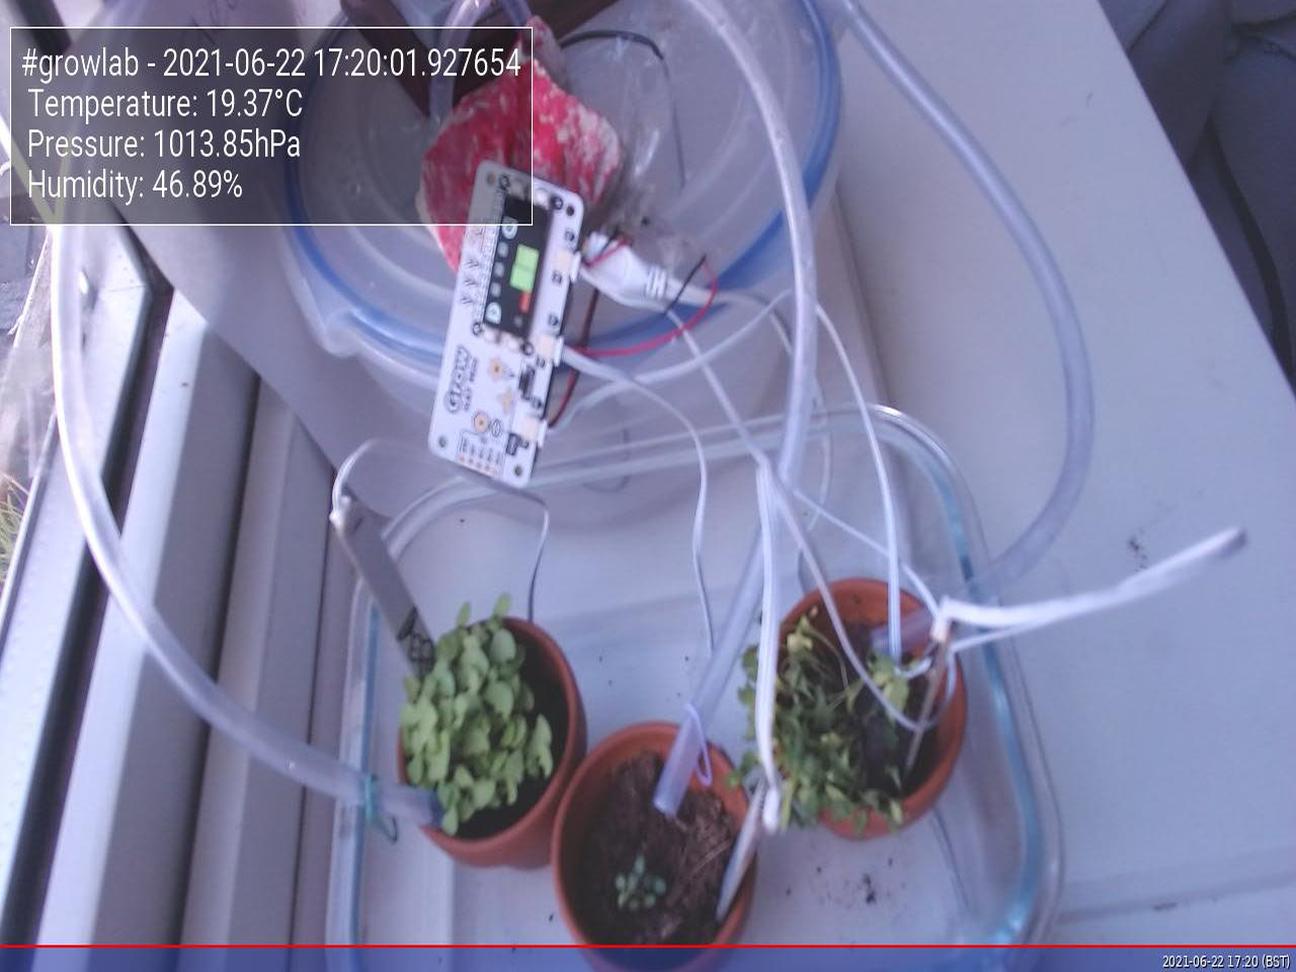 #growlab - 2021-06-22 17:20:01.927654
Temperature: 19.37°C
Pressure: 1013.85hPa
Humidity: 46.89%
Grow
2021-06-22 17:20 (BST)